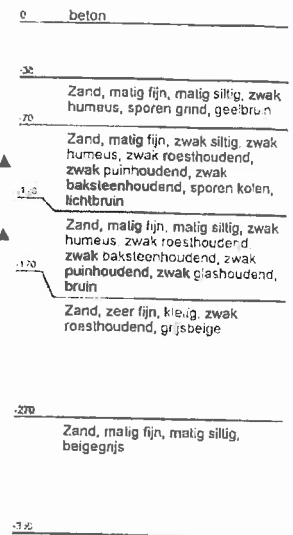 0 beton
-30
Zand, matig fijn, matig siltig, zwak
humeus, sporen grind, geelbruin
-70
Zand, matig fijn, zwak siltig, zwak
humeus, zwak roesthoudend,
zwak puinhoudend, zwak
baksteenhoudend, sporen kolen,
lichtbruin
Zand, matig fijn, matig siltig, zwak
humeus, zwak roesthoudend,
zwak baksteenhoudend, zwak
puinhoudend, zwak glashoudend,
bruin
-170
Zand, zeer fijn, kleiig, zwak
roesthoudend, grijsbeige
-270
Zand, matig fijn, matig siltig,
beigegrijs